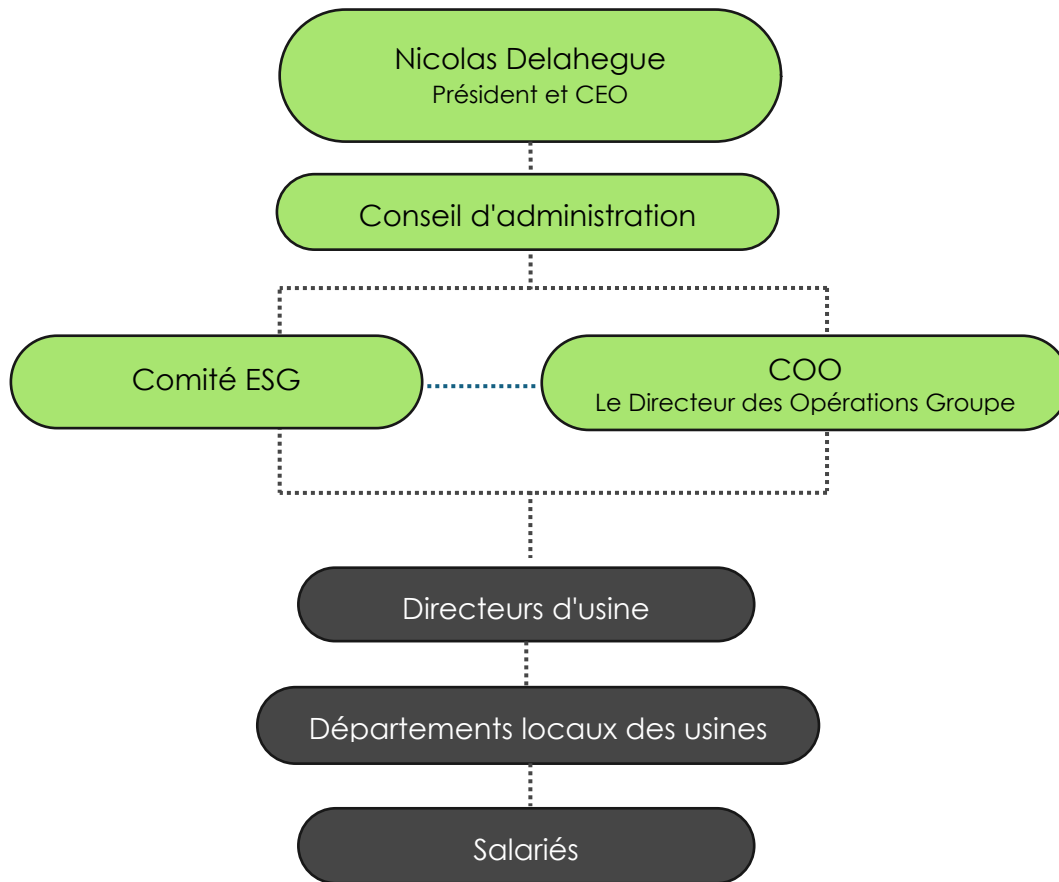 Nicolas Delahegue
Président et CEO
Conseil d'administration
Comité ESG
COO
Le Directeur des Opérations Groupe
Directeurs d'usine
Départements locaux des usines
Salariés